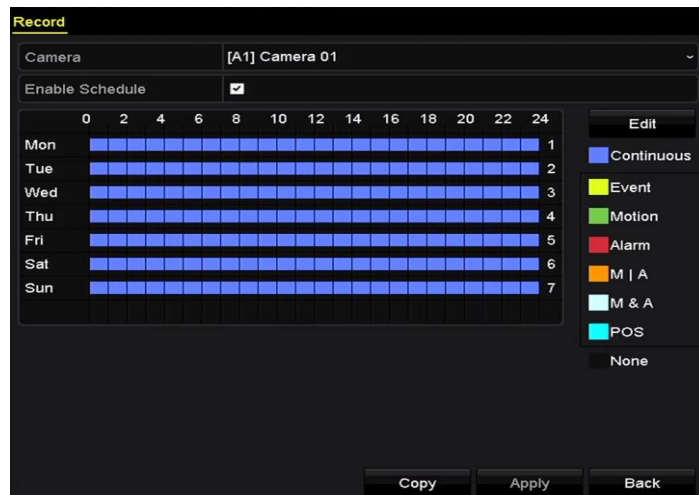 Record
Camera [A1] Camera 01
Enable Schedule
0 2 4 6 8 10 12 14 16 18 20 22 24
Edit
Mon 1
Continuous
Tue 2
Wed 3
Event
Thu 4
Motion
Fri 5
Alarm
Sat 6
M | A
Sun 7
M & A
POS
None
Copy Apply Back